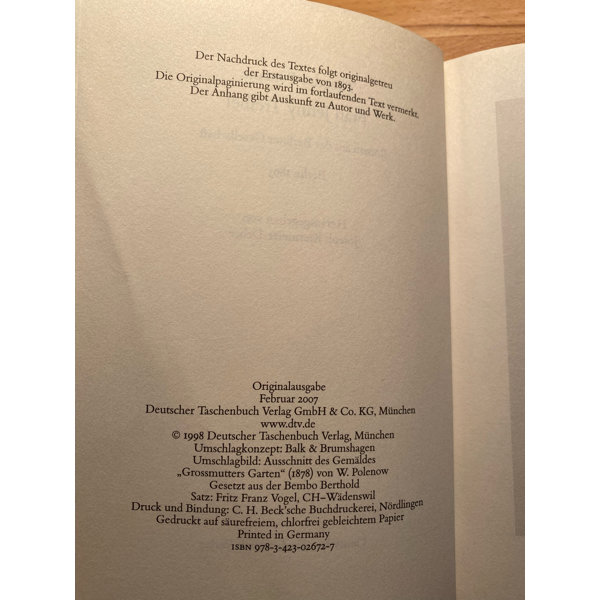 Der Nachdruck des Textes folgt originalgetreu
der Erstausgabe von 1893.
Die Originalpaginierung wird im fortlaufenden Text vermerkt.
Der Anhang gibt Auskunft zu Autor und Werk.
Originalausgabe
Februar 2007
Deutscher Taschenbuch Verlag GmbH & Co. KG, München
www.dtv.de
© 1998 Deutscher Taschenbuch Verlag, München
Umschlagkonzept: Balk & Brumshagen
Umschlagbild: Ausschnitt des Gemäldes
„Grossmutters Garten“ (1878) von W. Polenow
Gesetzt aus der Bembo Berthold
Satz: Fritz Franz Vogel, CH–Wädenswil
Druck und Bindung: C. H. Beck'sche Buchdruckerei, Nördlingen
Gedruckt auf säurefreiem, chlorfrei gebleichtem Papier
Printed in Germany
ISBN 978-3-423-02672-7